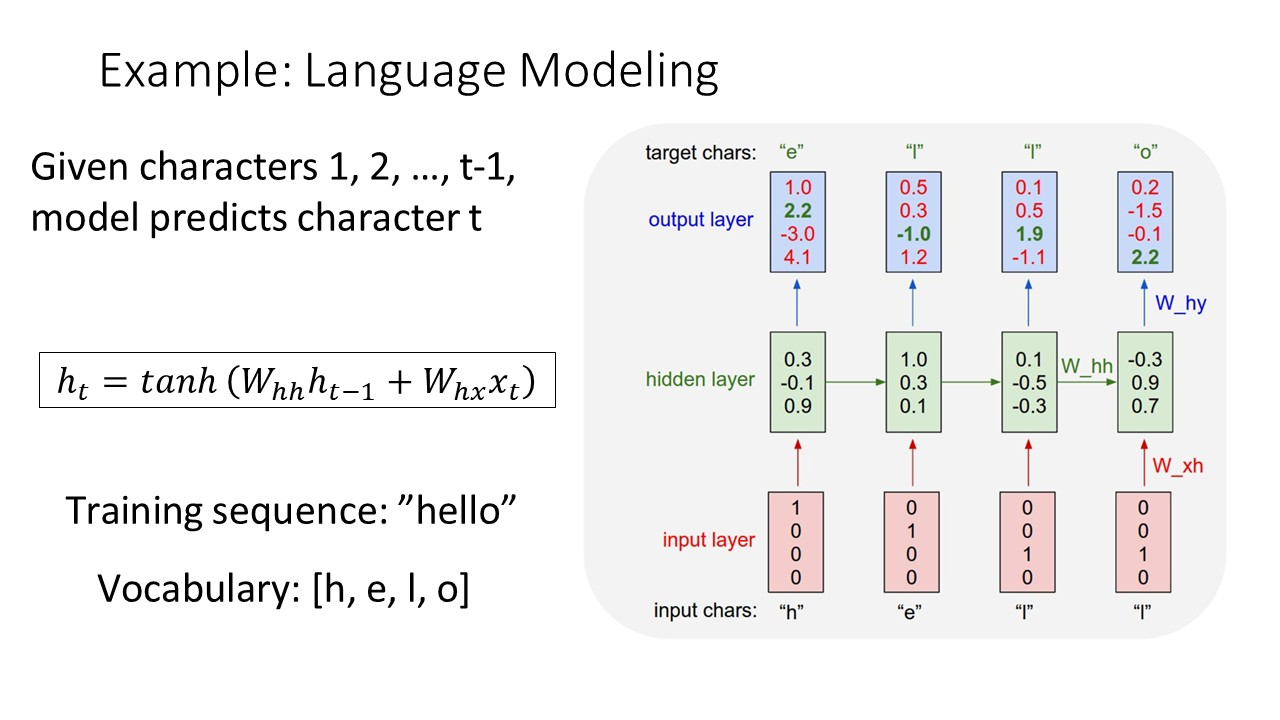 Example: Language Modeling
Given characters 1, 2, …, t-1,
model predicts character t
h_t = tanh (W_hh h_{t−1} + W_hx x_t)
Training sequence: ”hello”
Vocabulary: [h, e, l, o]
target chars: “e” “l” “l” “o”
output layer
1.0 0.5 0.1 0.2
2.2 0.3 0.5 -1.5
-3.0 -1.0 1.9 -0.1
4.1 1.2 -1.1 2.2
W_hy
hidden layer
0.3 1.0 0.1 -0.3
-0.1 0.3 -0.5 0.9
0.9 0.1 -0.3 0.7
W_hh
W_xh
input layer
1 0 0 0
0 1 0 0
0 0 1 1
0 0 0 0
input chars: “h” “e” “l” “l”